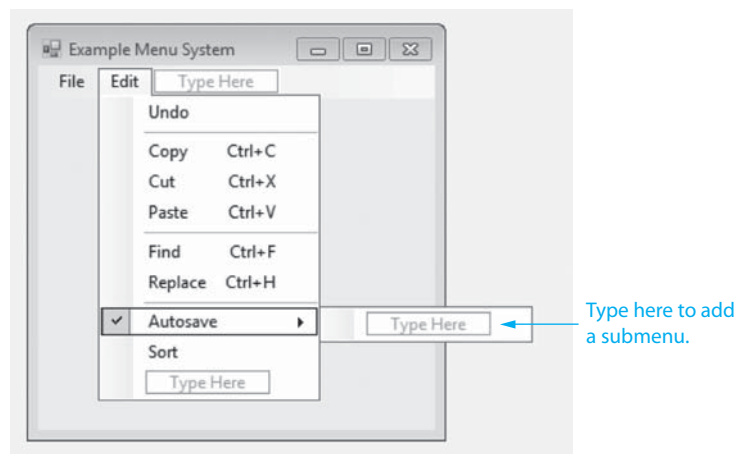 Example Menu System
File Edit Type Here
Undo
Copy Ctrl+C
Cut Ctrl+X
Paste Ctrl+V
Find Ctrl+F
Replace Ctrl+H
Autosave Type Here
Sort
Type Here
Type here to add
a submenu.